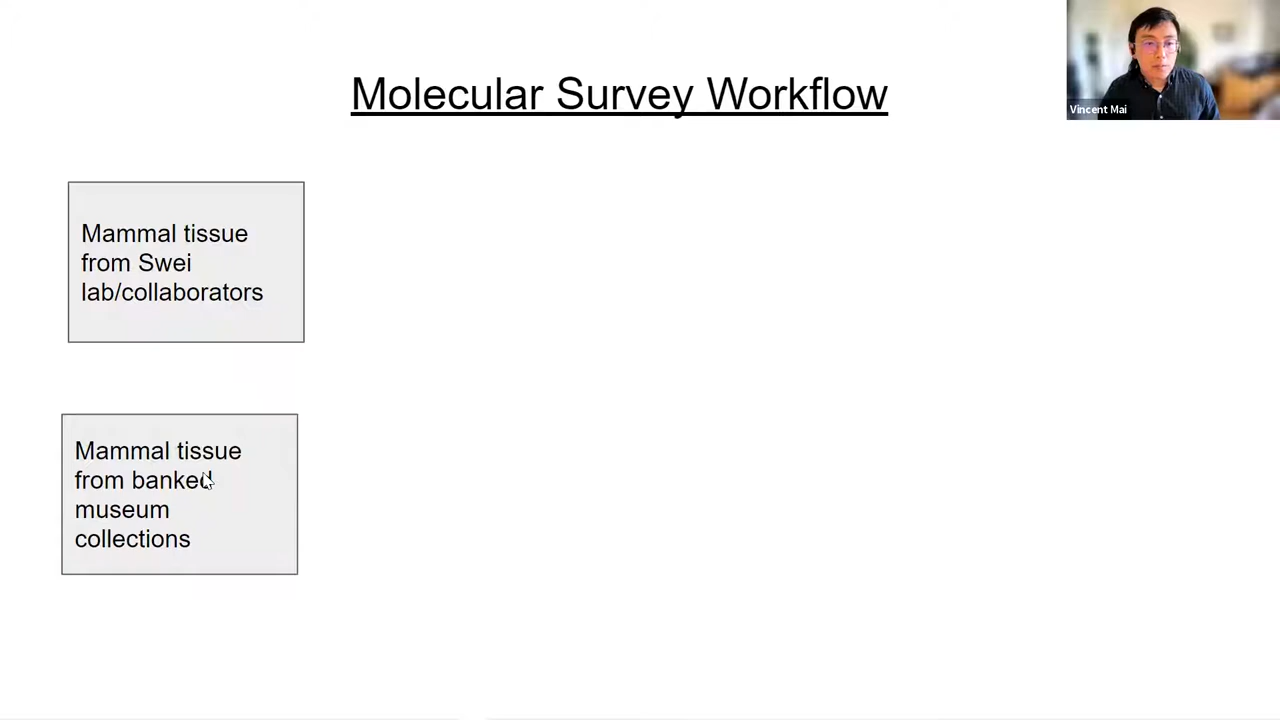 Molecular Survey Workflow
Vincent Mai
Mammal tissue
from Swei
lab/collaborators
Mammal tissue
from banked
museum
collections